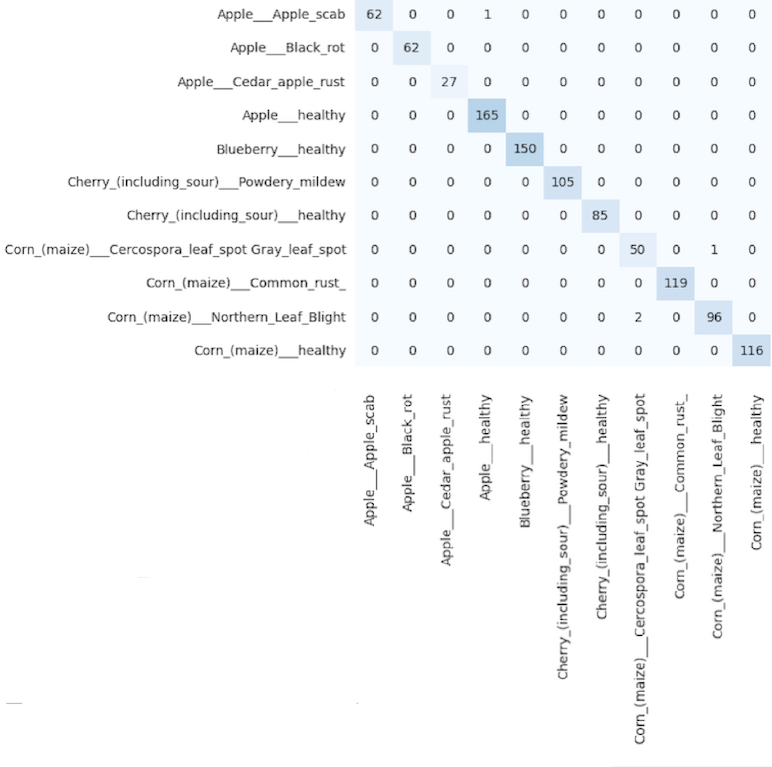 Apple___Apple_scab 62 0 0 1 0 0 0 0 0 0 0
Apple___Black_rot 0 62 0 0 0 0 0 0 0 0 0
Apple___Cedar_apple_rust 0 0 27 0 0 0 0 0 0 0 0
Apple___healthy 0 0 0 165 0 0 0 0 0 0 0
Blueberry___healthy 0 0 0 0 150 0 0 0 0 0 0
Cherry_(including_sour)___Powdery_mildew 0 0 0 0 0 105 0 0 0 0 0
Cherry_(including_sour)___healthy 0 0 0 0 0 0 85 0 0 0 0
Corn_(maize)___Cercospora_leaf_spot Gray_leaf_spot 0 0 0 0 0 0 0 50 0 1 0
Corn_(maize)___Common_rust_ 0 0 0 0 0 0 0 0 119 0 0
Corn_(maize)___Northern_Leaf_Blight 0 0 0 0 0 0 0 2 0 96 0
Corn_(maize)___healthy 0 0 0 0 0 0 0 0 0 0 116
Apple___Apple_scab
Apple___Black_rot
Apple___Cedar_apple_rust
Apple___healthy
Blueberry___healthy
Cherry_(including_sour)___Powdery_mildew
Cherry_(including_sour)___healthy
Corn_(maize)___Cercospora_leaf_spot Gray_leaf_spot
Corn_(maize)___Common_rust_
Corn_(maize)___Northern_Leaf_Blight
Corn_(maize)___healthy